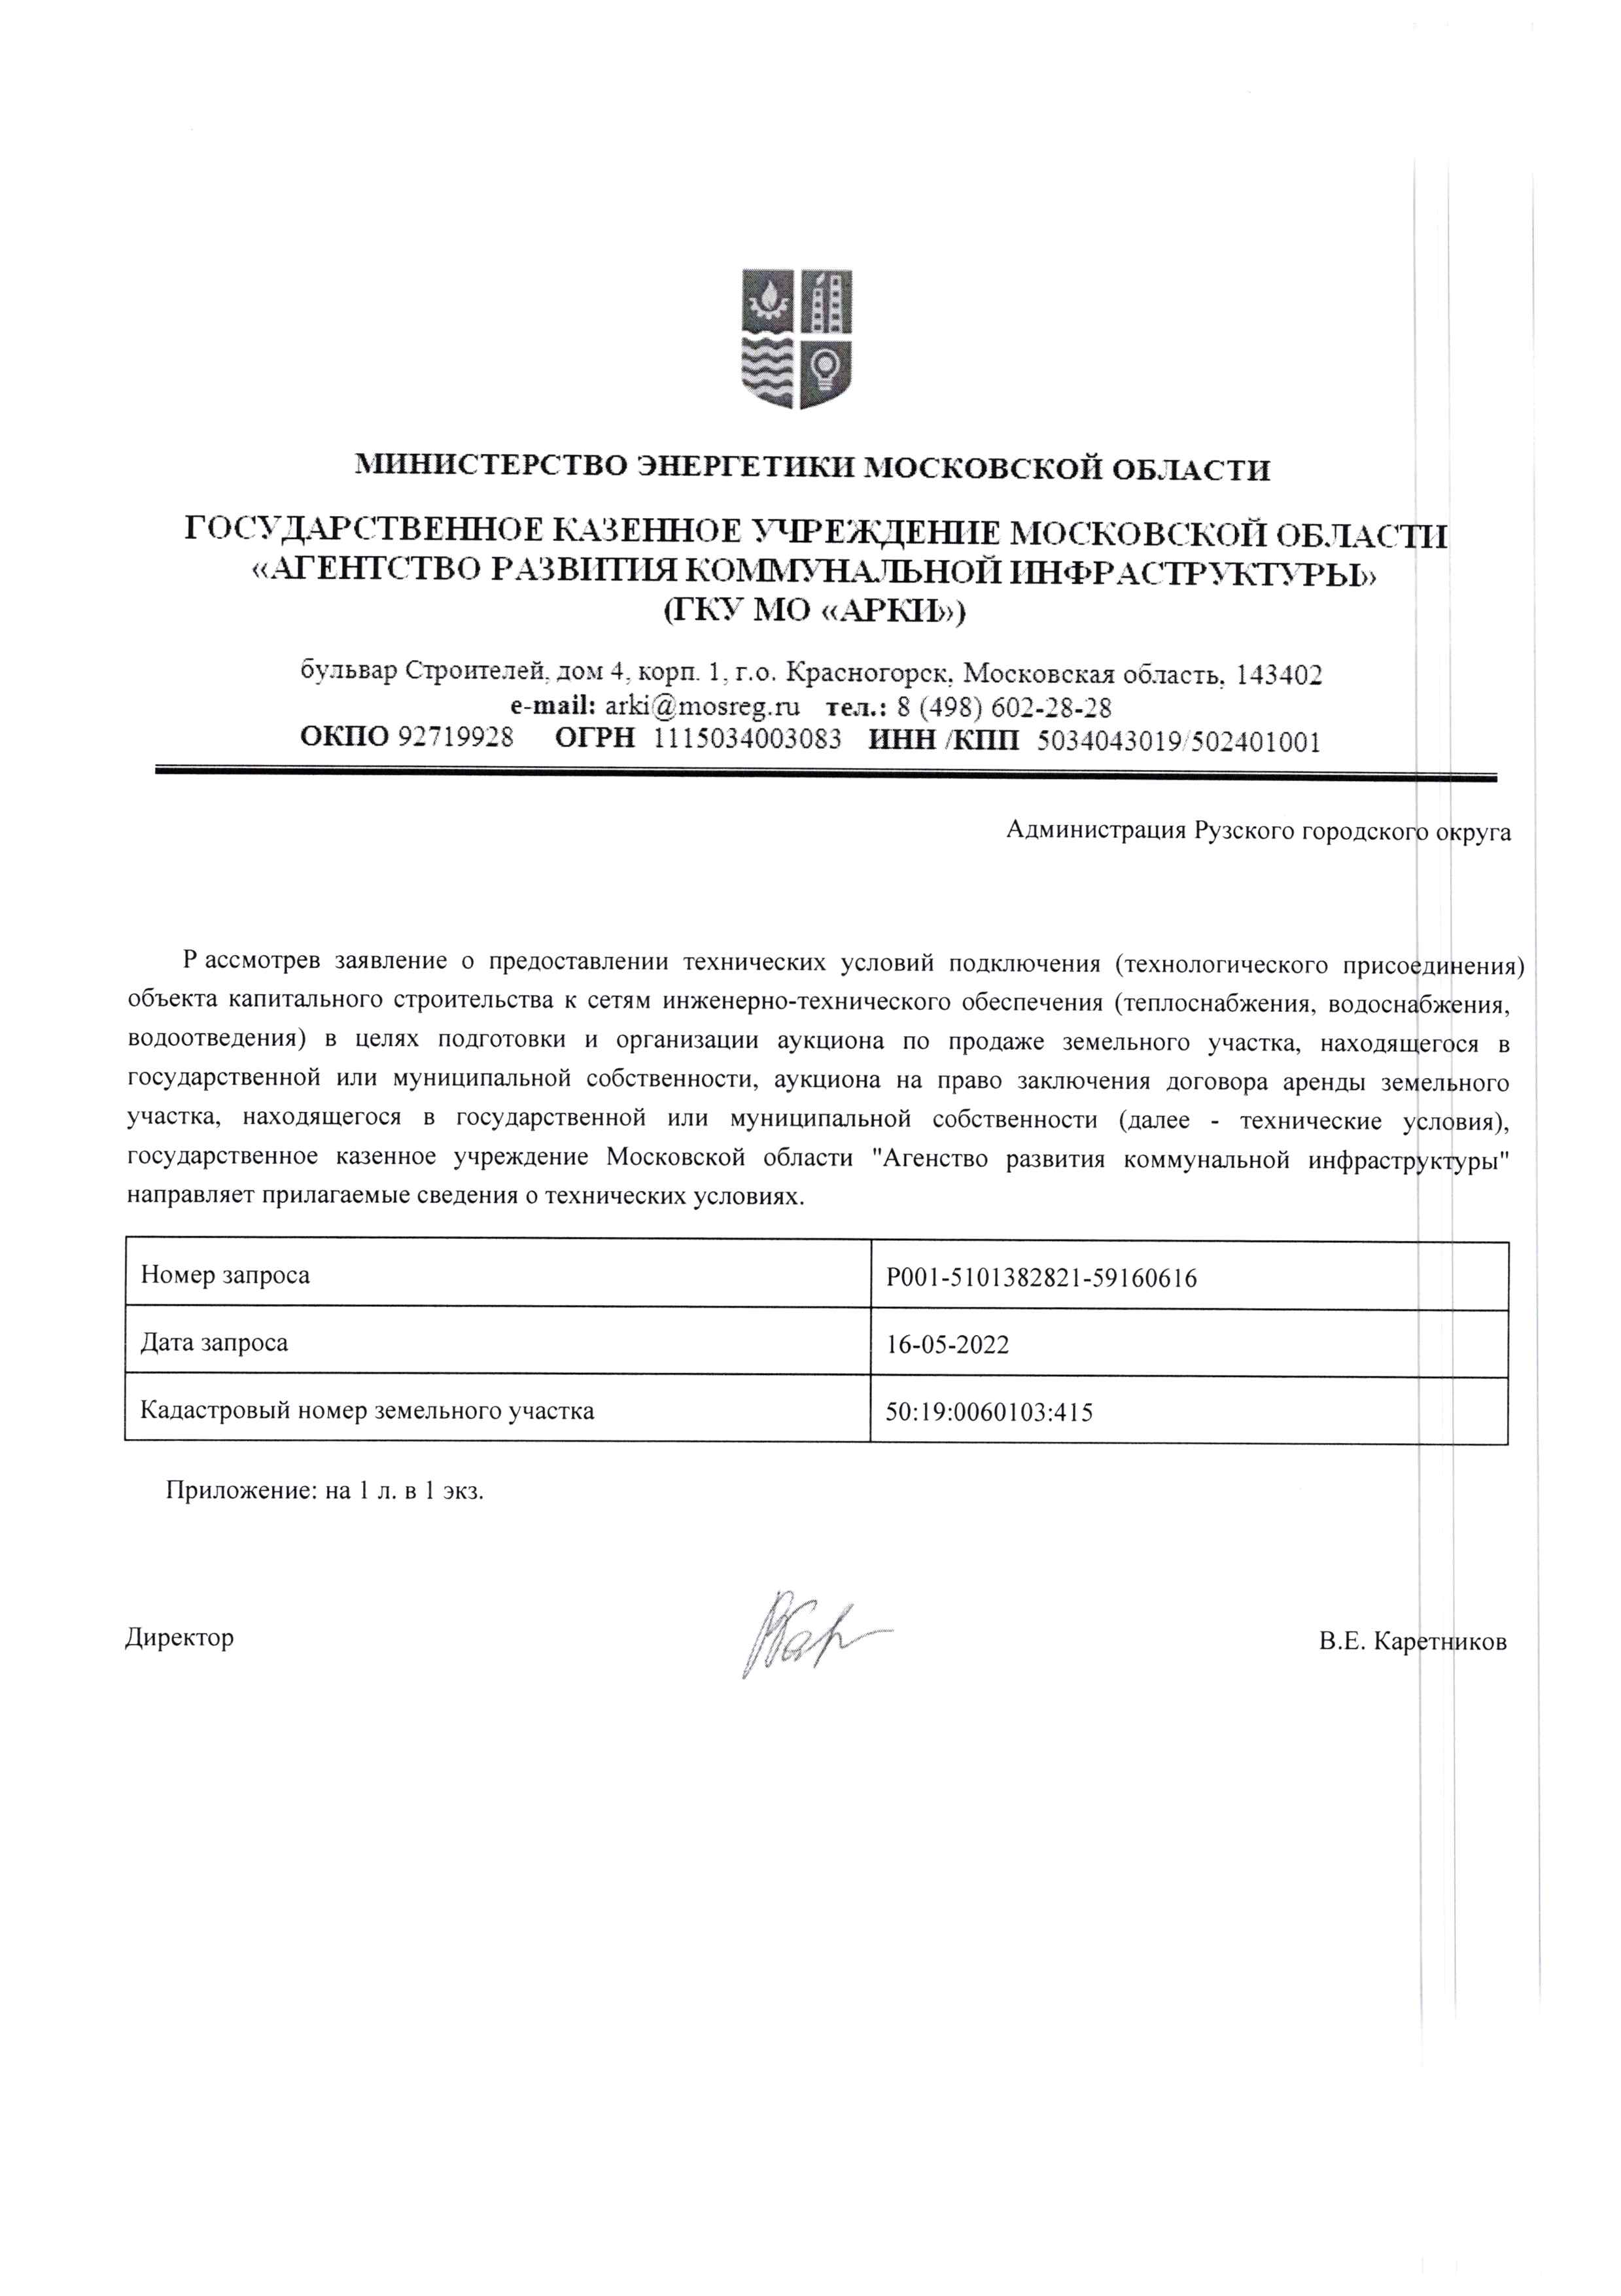 МИНИСТЕРСТВО ЭНЕРГЕТИКИ МОСКОВСКОЙ ОБЛАСТИ
ГОСУДАРСТВЕННОЕ КАЗЕННОЕ УЧРЕЖДЕНИЕ МОСКОВСКОЙ ОБЛАСТИ
«АГЕНТСТВО РАЗВИТИЯ КОММУНАЛЬНОЙ ИНФРАСТРУКТУРЫ»
(ГКУ МО «АРКИ»)
бульвар Строителей, дом 4, корп. 1, г.о. Красногорск, Московская область, 143402
e-mail: arki@mosreg.ru тел.: 8 (498) 602-28-28
ОКПО 92719928 ОГРН 1115034003083 ИНН /КПП 5034043019/502401001
Администрация Рузского городского округа
Р ассмотрев заявление о предоставлении технических условий подключения (технологического присоединения)
объекта капитального строительства к сетям инженерно-технического обеспечения (теплоснабжения, водоснабжения,
водоотведения) в целях подготовки и организации аукциона по продаже земельного участка, находящегося в
государственной или муниципальной собственности, аукциона на право заключения договора аренды земельного
участка, находящегося в государственной или муниципальной собственности (далее - технические условия),
государственное казенное учреждение Московской области "Агенство развития коммунальной инфраструктуры"
направляет прилагаемые сведения о технических условиях.
Номер запроса P001-5101382821-59160616
Дата запроса 16-05-2022
Кадастровый номер земельного участка 50:19:0060103:415
Приложение: на 1 л. в 1 экз.
Директор В.Е. Каретников